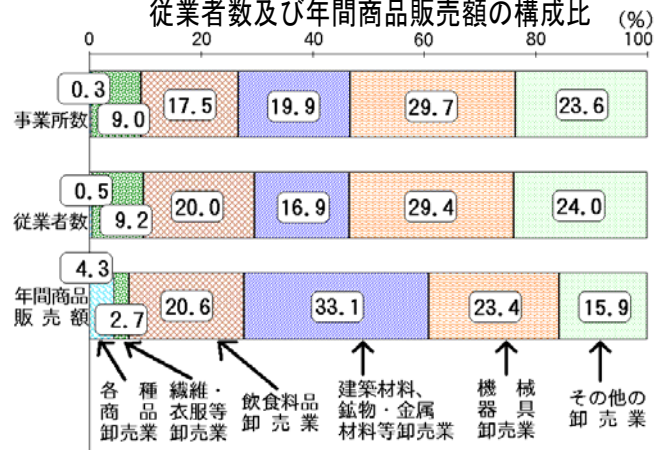 従業者数及び年間商品販売額の構成比
(%)
0 20 40 60 80 100
0.3
9.0 17.5 19.9 29.7 23.6
事業所数
0.5
9.2 20.0 16.9 29.4 24.0
従業者数
4.3
2.7 20.6 33.1 23.4 15.9
年間商品
販売額
各種
商品
卸売業
繊維・
衣服等
卸売業
飲食料品
卸売業
建築材料、
鉱物・金属
材料等卸売業
機械
器具
卸売業
その他の
卸売業